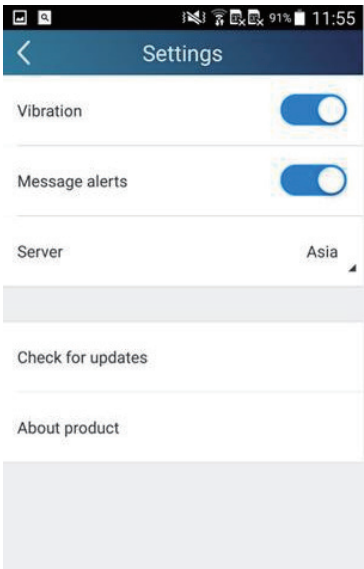 91% 11:55
Settings
Vibration
Message alerts
Server Asia
Check for updates
About product